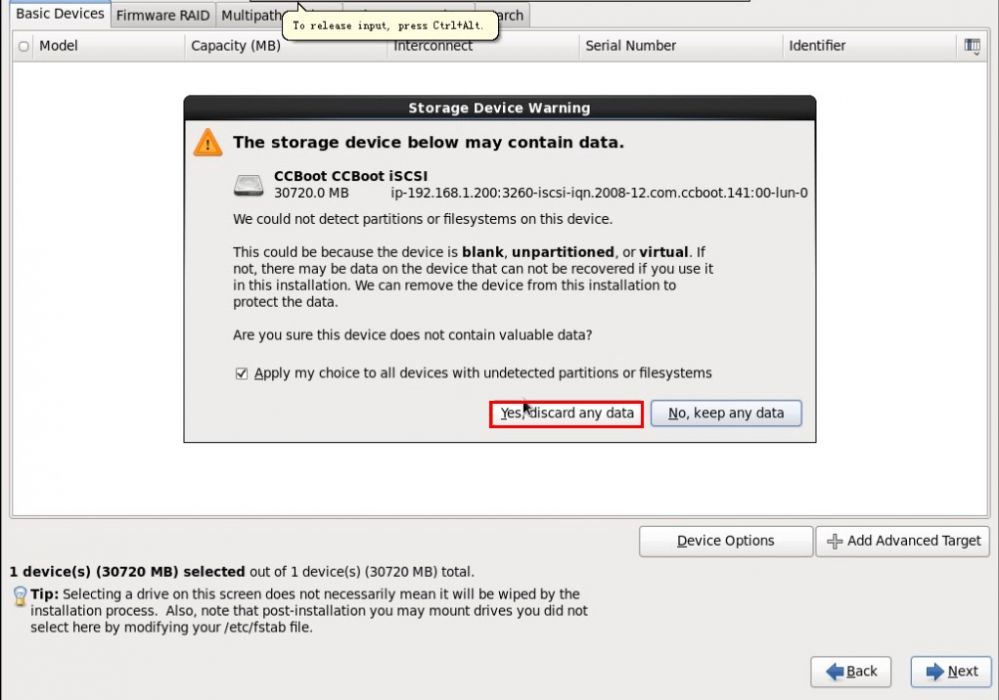 Basic Devices Firmware RAID Multipath arch
To release input, press Ctrl+Alt.
Model Capacity (MB) Interconnect Serial Number Identifier
Storage Device Warning
The storage device below may contain data.
CCBoot CCBoot iSCSI
30720.0 MB ip-192.168.1.200:3260-iscsi-iqn.2008-12.com.ccboot.141:00-lun-0
We could not detect partitions or filesystems on this device.
This could be because the device is blank, unpartitioned, or virtual. If
not, there may be data on the device that can not be recovered if you use it
in this installation. We can remove the device from this installation to
protect the data.
Are you sure this device does not contain valuable data?
Apply my choice to all devices with undetected partitions or filesystems
Yes, discard any data No, keep any data
Device Options Add Advanced Target
1 device(s) (30720 MB) selected out of 1 device(s) (30720 MB) total.
Tip: Selecting a drive on this screen does not necessarily mean it will be wiped by the
installation process. Also, note that post-installation you may mount drives you did not
select here by modifying your /etc/fstab file.
Back Next